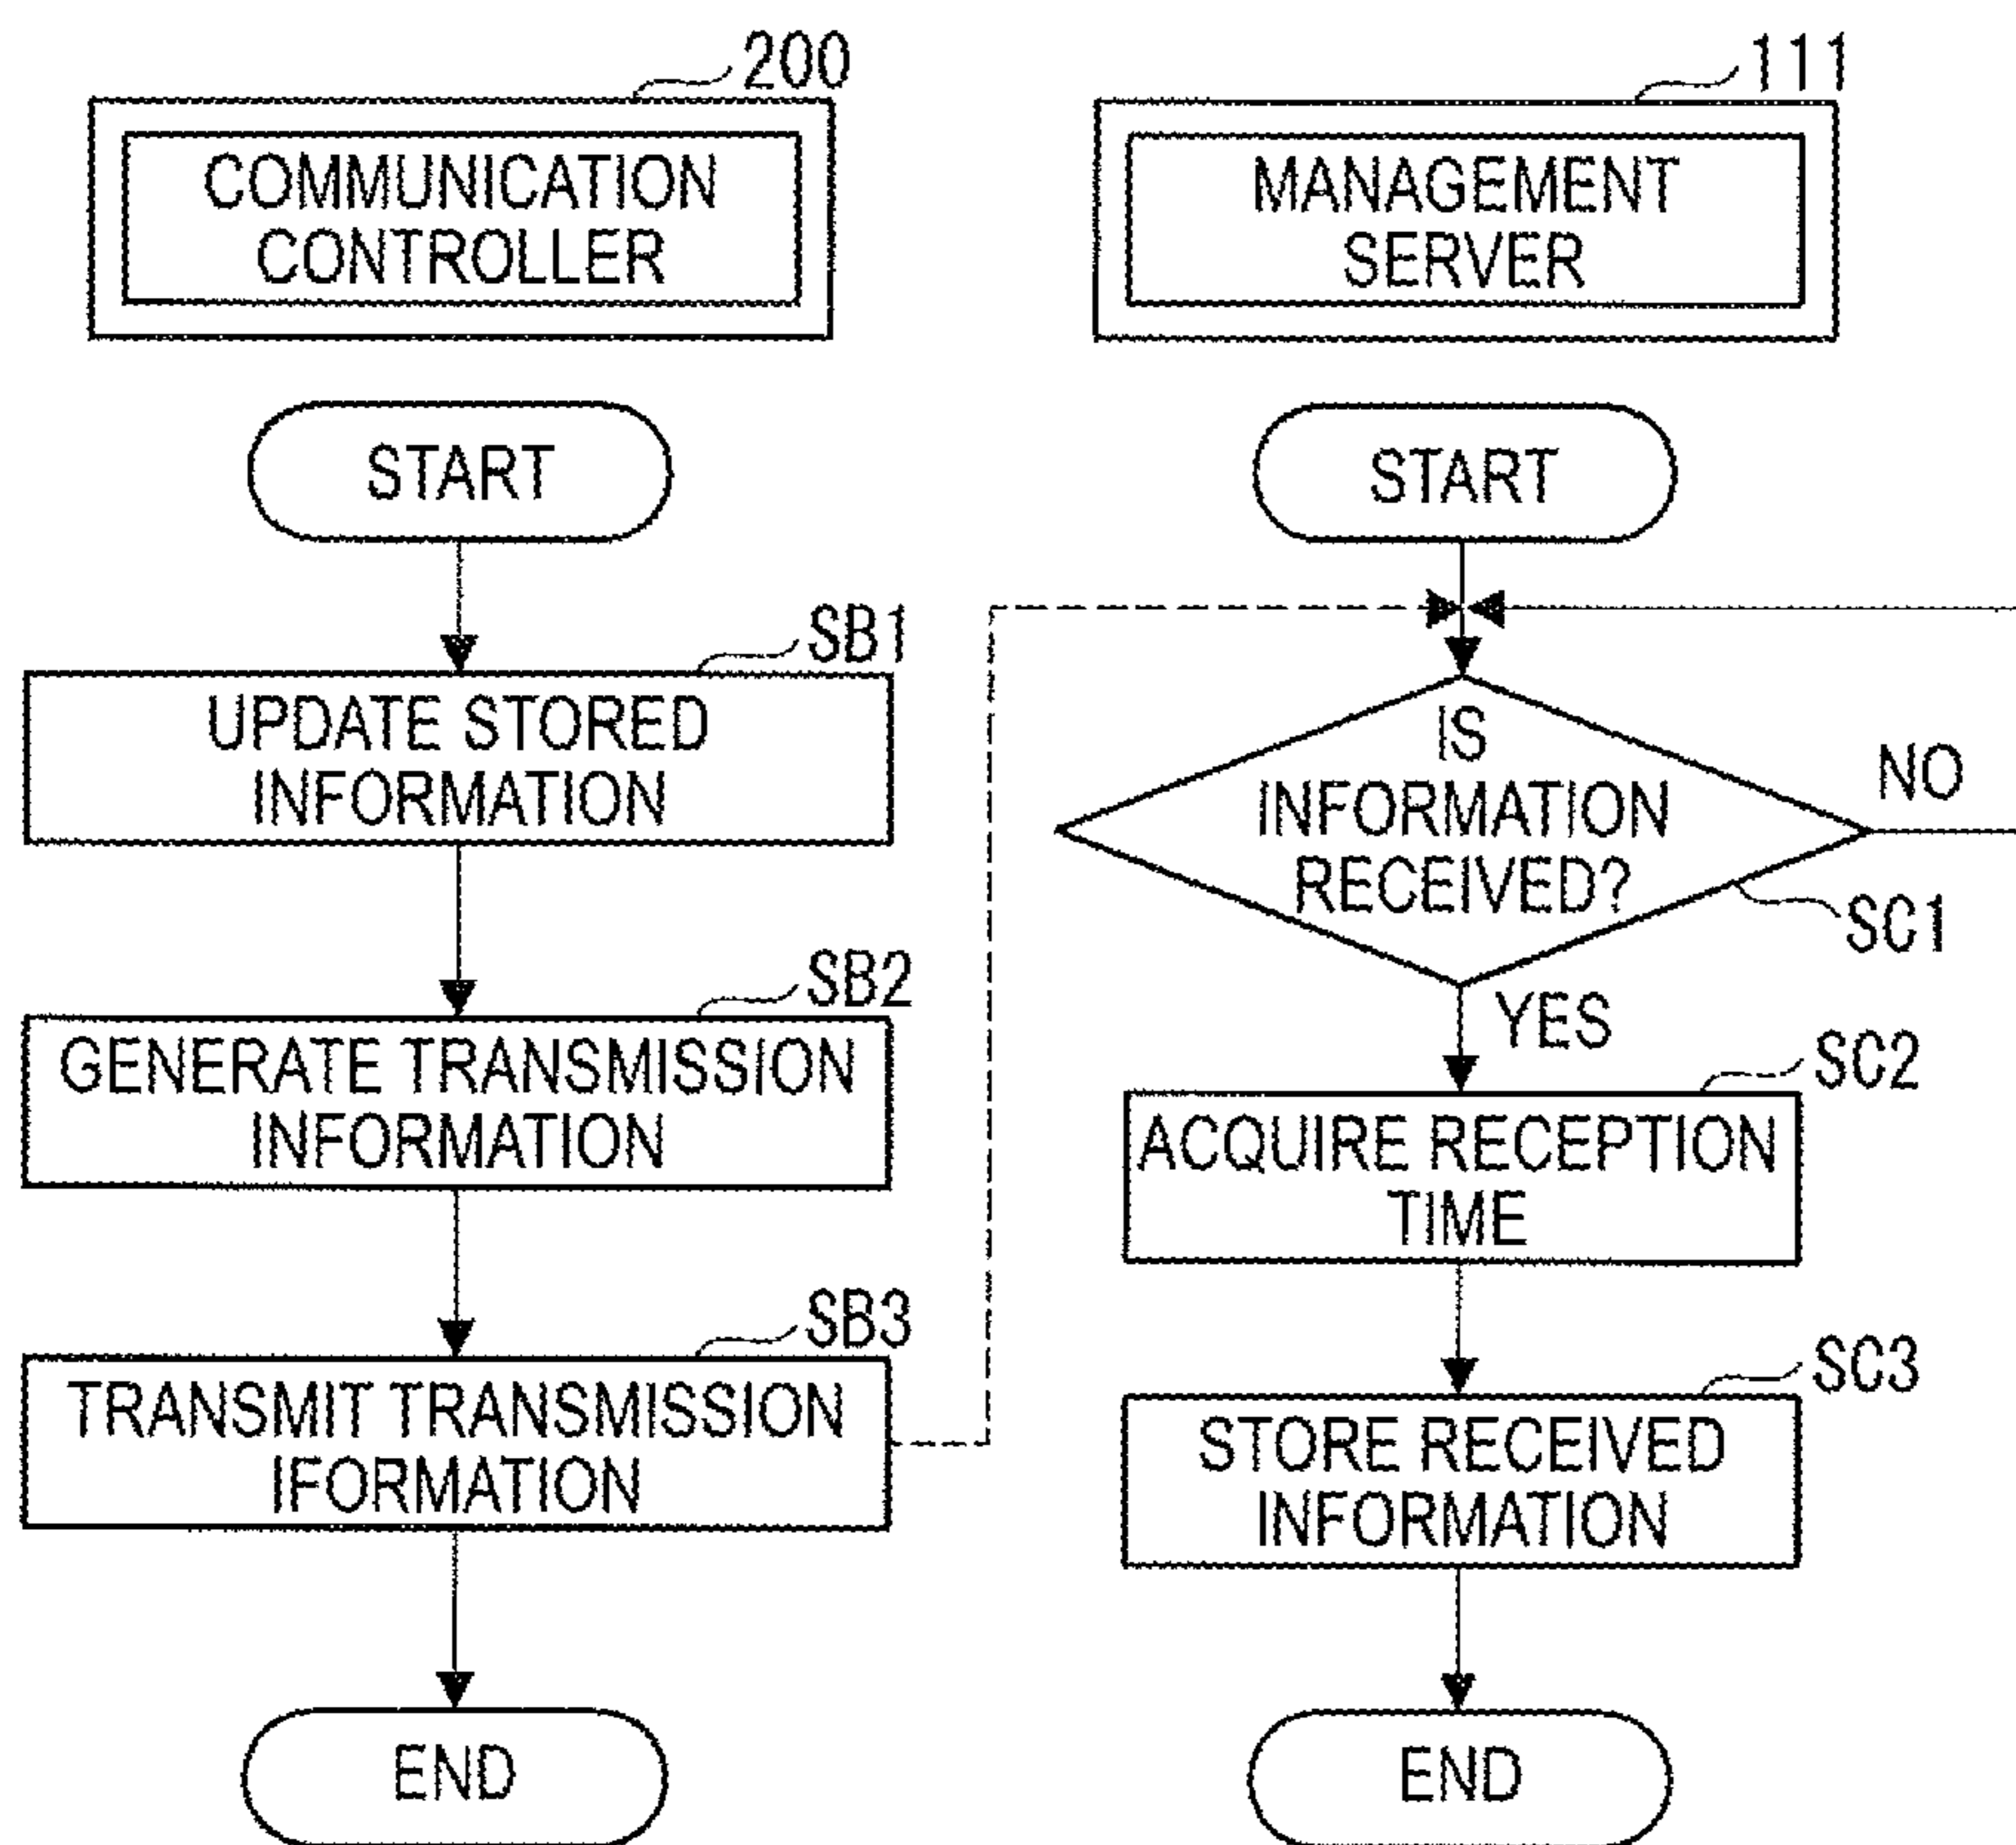 200
COMMUNICATION
CONTROLLER
START
SB1
UPDATE STORED
INFORMATION
SB2
GENERATE TRANSMISSION
INFORMATION
SB3
TRANSMIT TRANSMISSION
IFORMATION
END
111
MANAGEMENT
SERVER
START
IS
INFORMATION
RECEIVED?
NO
SC1
YES
SC2
ACQUIRE RECEPTION
TIME
SC3
STORE RECEIVED
INFORMATION
END